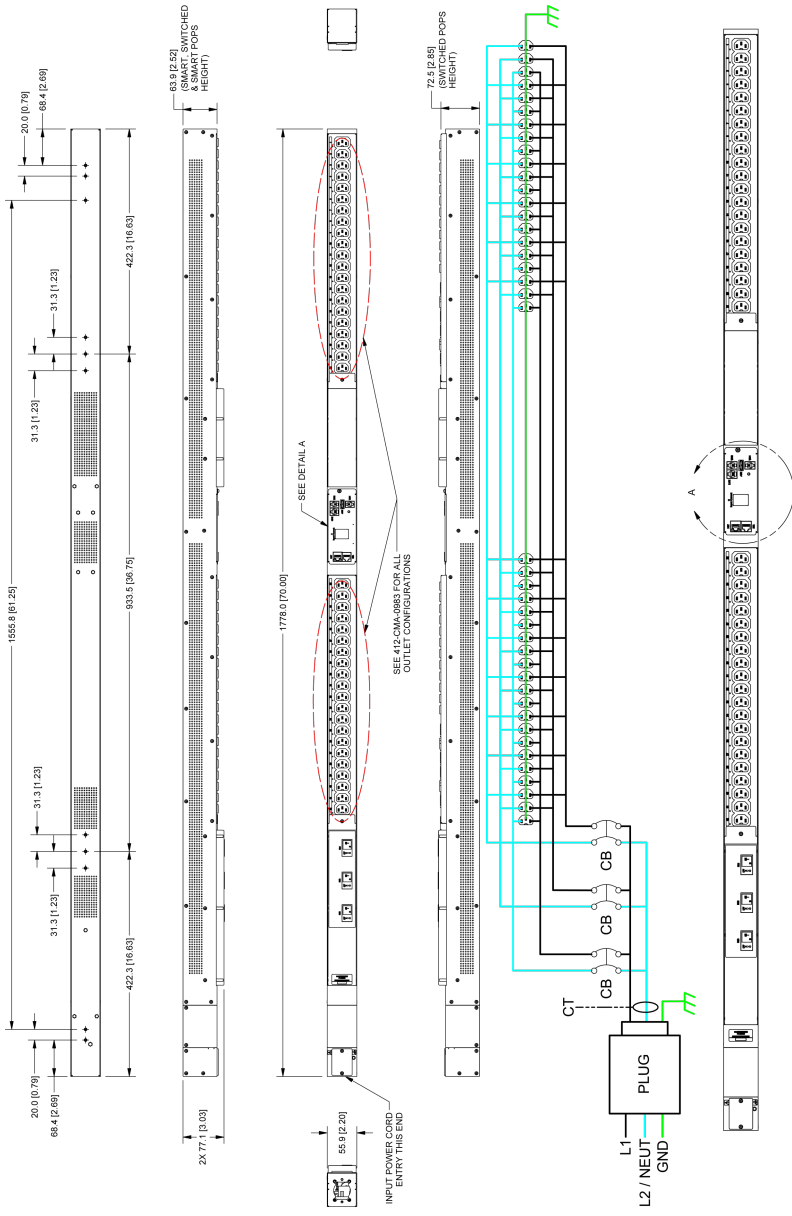 20.0 [0.79]
68.4 [2.69]
1555.8 [61.25]
31.3 [1.23]
31.3 [1.23]
422.3 [16.63]
933.5 [36.75]
31.3 [1.23]
31.3 [1.23]
422.3 [16.63]
20.0 [0.79]
68.4 [2.69]
63.9 [2.52]
(SMART, SWITCHED
& SMART POPS
HEIGHT)
2X 77.1 [3.03]
1778.0 [70.00]
SEE DETAIL A
SEE 412-CMA-0983 FOR ALL
OUTLET CONFIGURATIONS
55.9 [2.20]
INPUT POWER CORD
ENTRY THIS END
72.5 [2.85]
(SWITCHED POPS
HEIGHT)
CB
CB
CB
CT
PLUG
L1
L2 / NEUT
GND
A